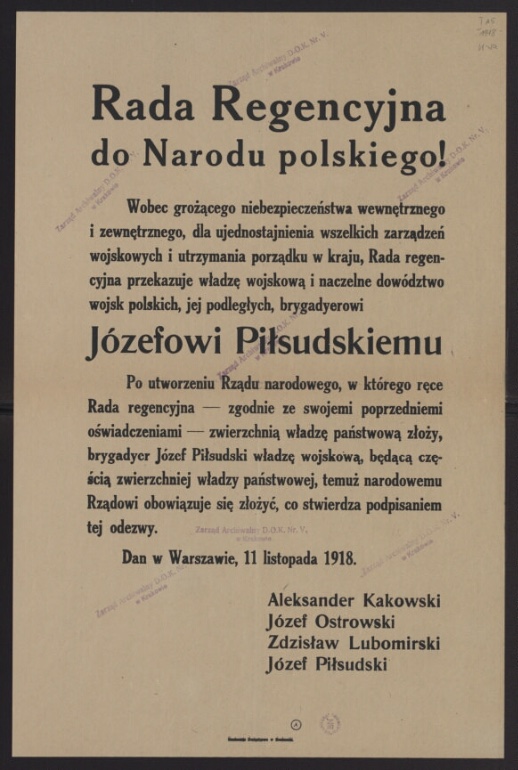 Rada Regencyjna
do Narodu polskiego!
Wobec grożącego niebezpieczeństwa wewnętrznego
i zewnętrznego, dla ujednostajnienia wszelkich zarządzeń
wojskowych i utrzymania porządku w kraju, Rada regen-
cyjna przekazuje władzę wojskową i naczelne dowództwo
wojsk polskich, jej podległych, brygadyerowi
Józefowi Piłsudskiemu
Po utworzeniu Rządu narodowego, w którego ręce
Rada regencyjna — zgodnie ze swojemi poprzedniemi
oświadczeniami — zwierzchnią władzę państwową złoży,
brygadyer Józef Piłsudski władzę wojskową, będącą czę-
ścią zwierzchniej władzy państwowej, temuż narodowemu
Rządowi obowiązuje się złożyć, co stwierdza podpisaniem
tej odezwy.
Zarząd Archiwalny D.O.K. Nr. V.
w Krakowie
Dan w Warszawie, 11 listopada 1918.
Aleksander Kakowski
Józef Ostrowski
Zdzisław Lubomirski
Józef Piłsudski